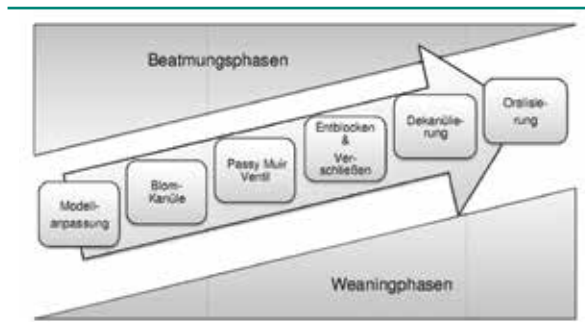 Beatmungsphasen
Modell-
anpassung
Blom-
Kanüle
Passy Muir
Ventil
Entblocken
&
Ver-
schließen
Dekanülie-
rung
Oralisie-
rung
Weaningphasen